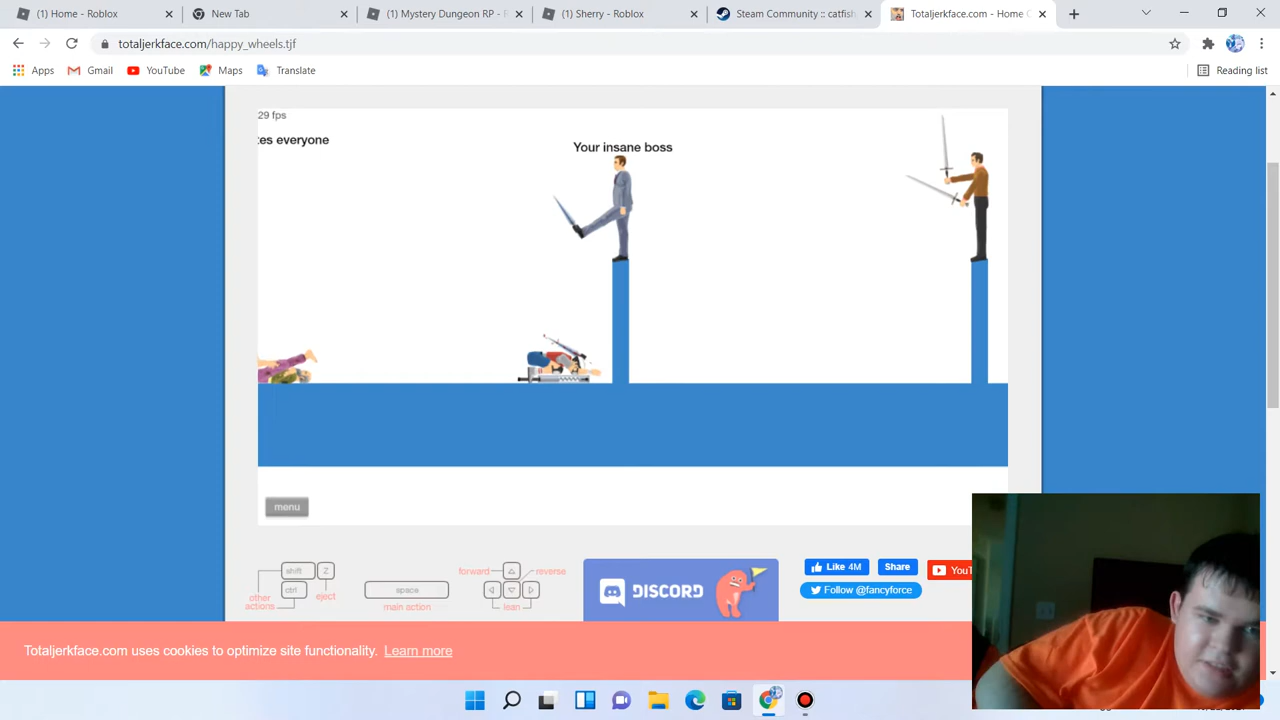 (1) Home - Roblox
New Tab
(1) Mystery Dungeon RP - 
(1) Sherry - Roblox
Steam Community :: catfish
Totaljerkface.com - Home O
totaljerkface.com/happy_wheels.tjf
Apps
Gmail
YouTube
Maps
Translate
Reading list
29 fps
tes everyone
Your insane boss
menu
shift
Z
ctrl
other actions
eject
space
main action
forward
reverse
lean
DISCORD
Like 4M
Share
YouT
Follow @fancyforce
Totaljerkface.com uses cookies to optimize site functionality. Learn more